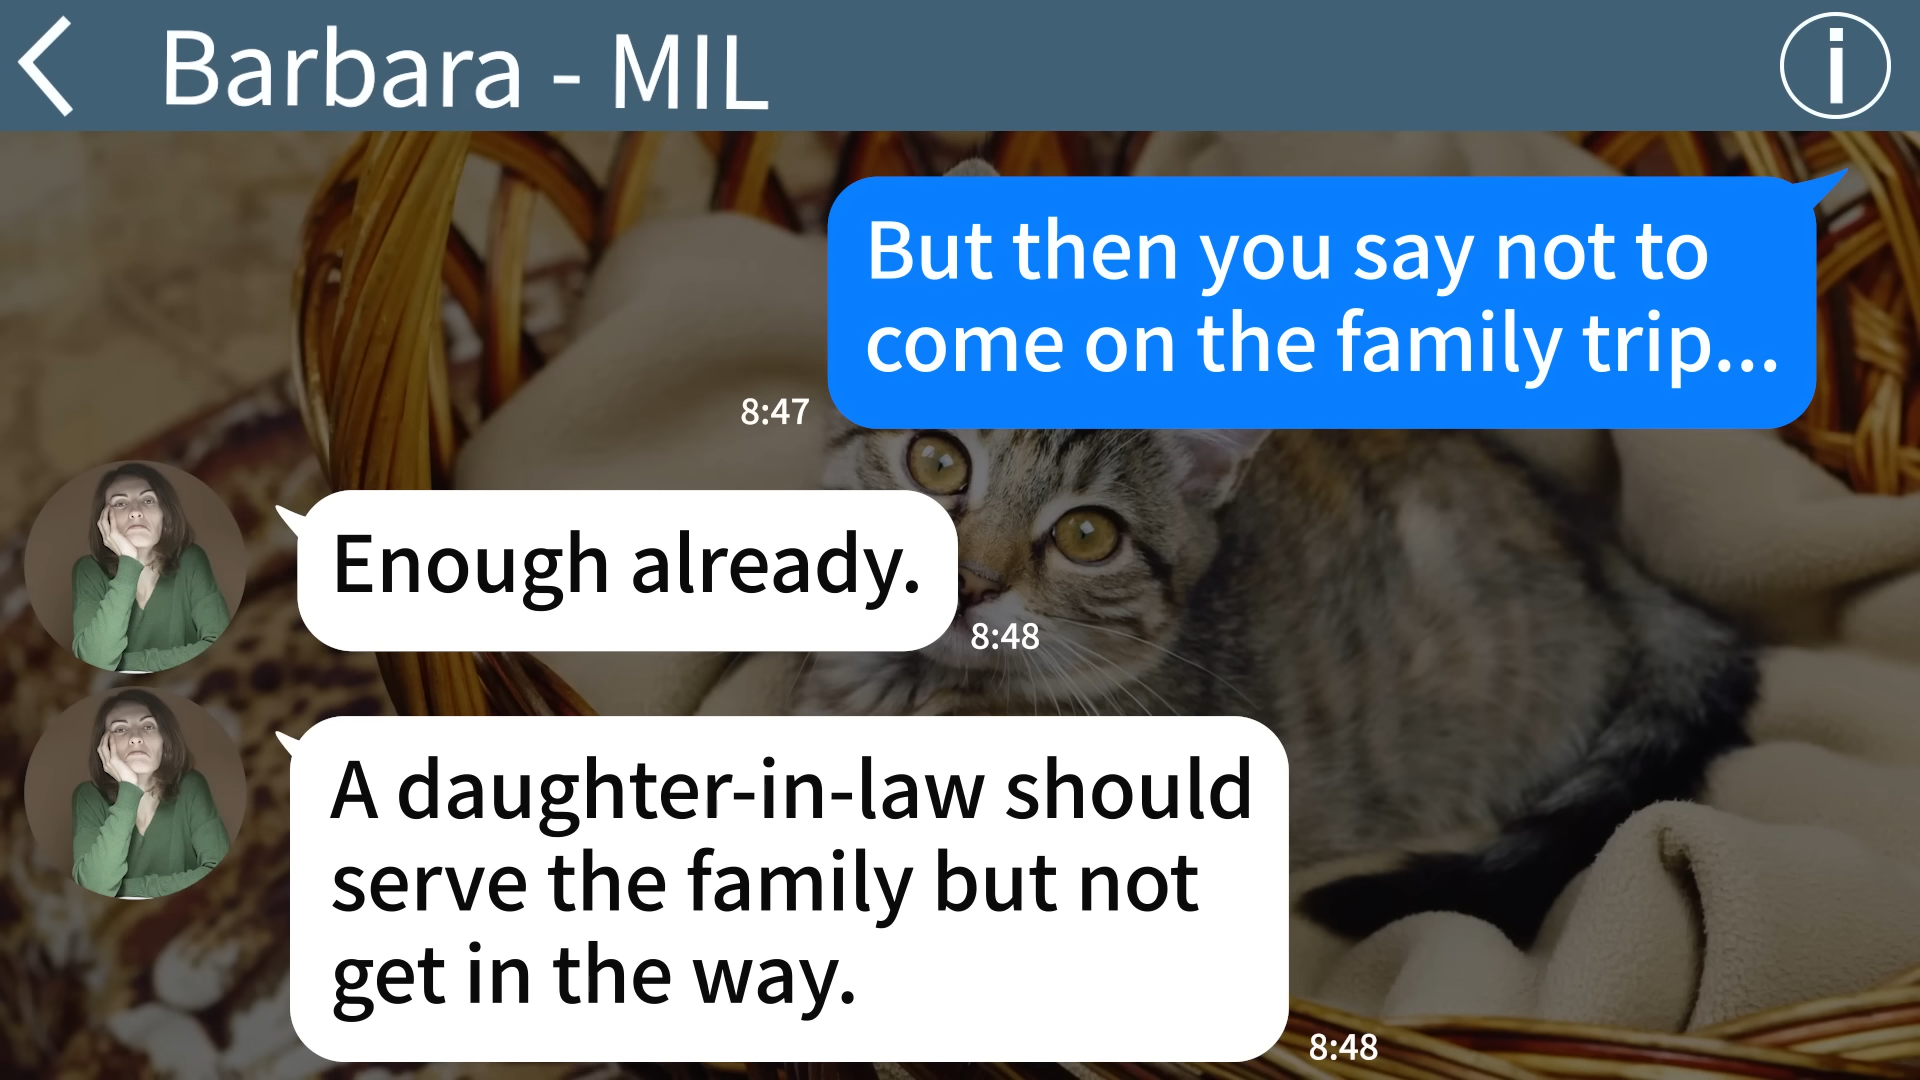 Barbara - MIL
But then you say not to
come on the family trip...
8:47
Enough already.
8:48
A daughter-in-law should
serve the family but not
get in the way.
8:48